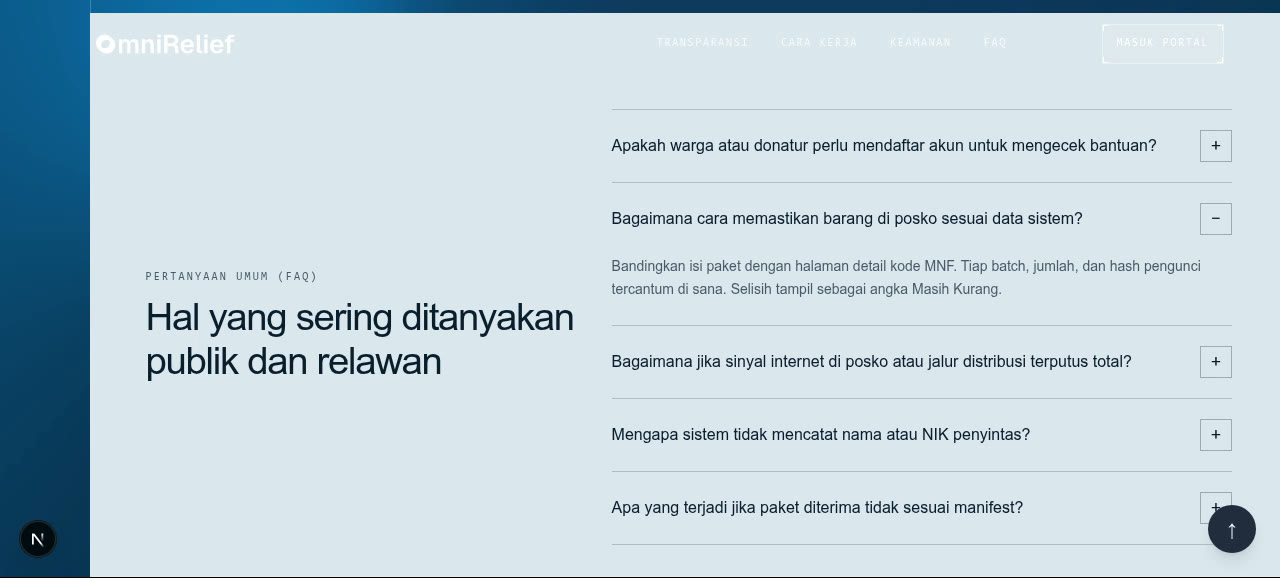 OmniRelief
TRANSPARANSI CARA KERJA KEAMANAN FAQ MASUK PORTAL
PERTANYAAN UMUM (FAQ)
Hal yang sering ditanyakan
publik dan relawan
Apakah warga atau donatur perlu mendaftar akun untuk mengecek bantuan? +
Bagaimana cara memastikan barang di posko sesuai data sistem? −
Bandingkan isi paket dengan halaman detail kode MNF. Tiap batch, jumlah, dan hash pengunci
tercantum di sana. Selisih tampil sebagai angka Masih Kurang.
Bagaimana jika sinyal internet di posko atau jalur distribusi terputus total? +
Mengapa sistem tidak mencatat nama atau NIK penyintas? +
Apa yang terjadi jika paket diterima tidak sesuai manifest? +
N
↑